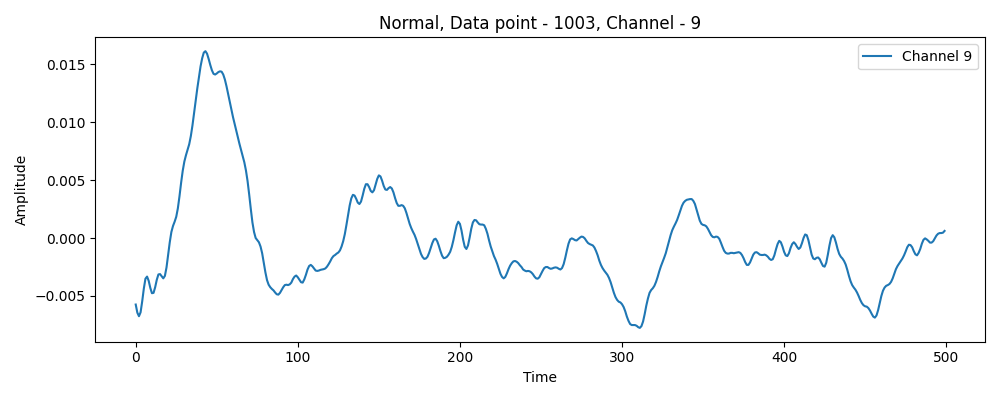 Normal, Data point - 1003, Channel - 9
Channel 9
0.015
0.010
0.005
0.000
−0.005
Amplitude
0 100 200 300 400 500
Time